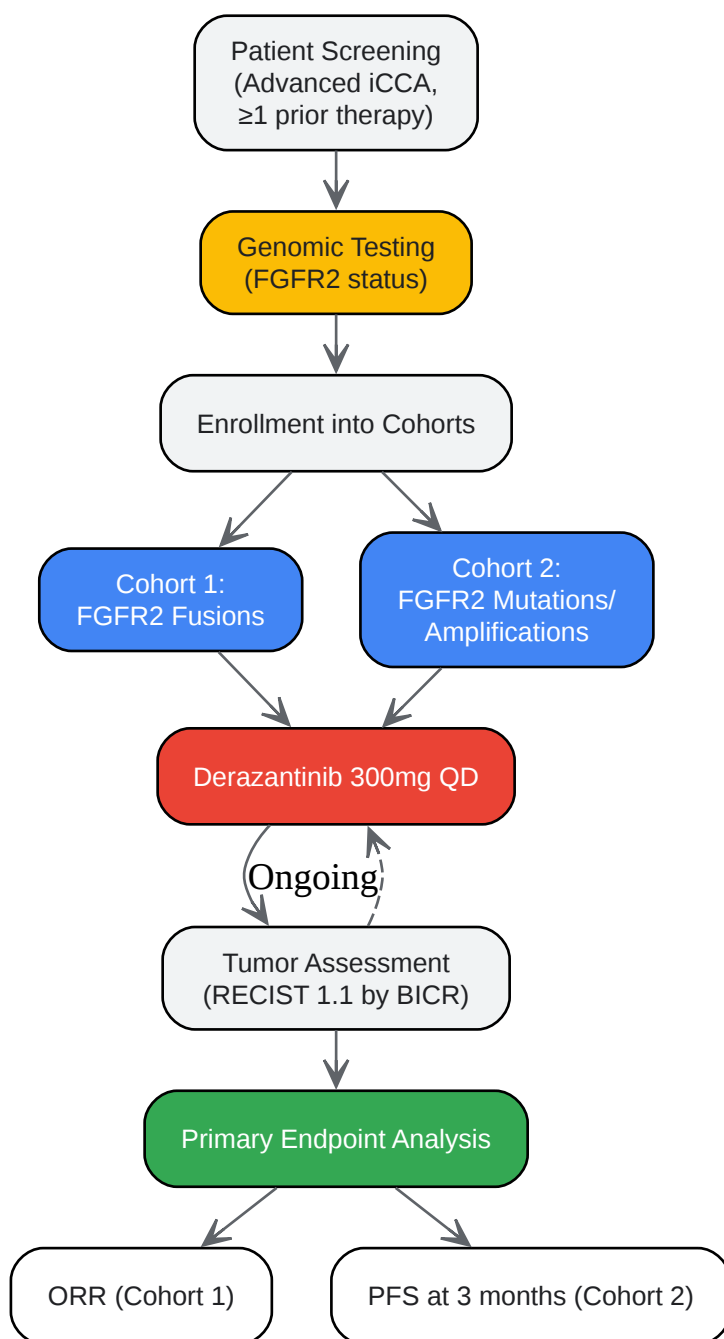 Patient Screening
(Advanced iCCA,
≥1 prior therapy)
Genomic Testing
(FGFR2 status)
Enrollment into Cohorts
Cohort 1:
FGFR2 Fusions
Cohort 2:
FGFR2 Mutations/
Amplifications
Derazantinib 300mg QD
Ongoing
Tumor Assessment
(RECIST 1.1 by BICR)
Primary Endpoint Analysis
ORR (Cohort 1)
PFS at 3 months (Cohort 2)